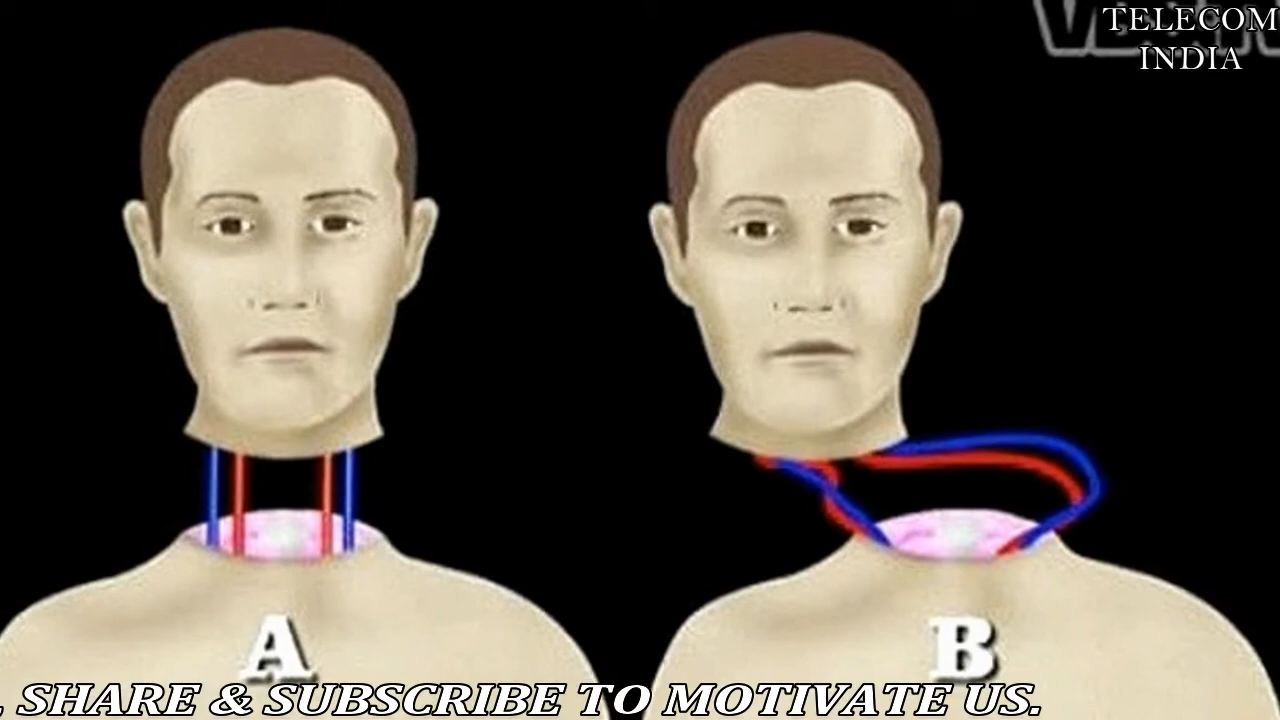 TELECOM
INDIA
A
B
, SHARE & SUBSCRIBE TO MOTIVATE US.